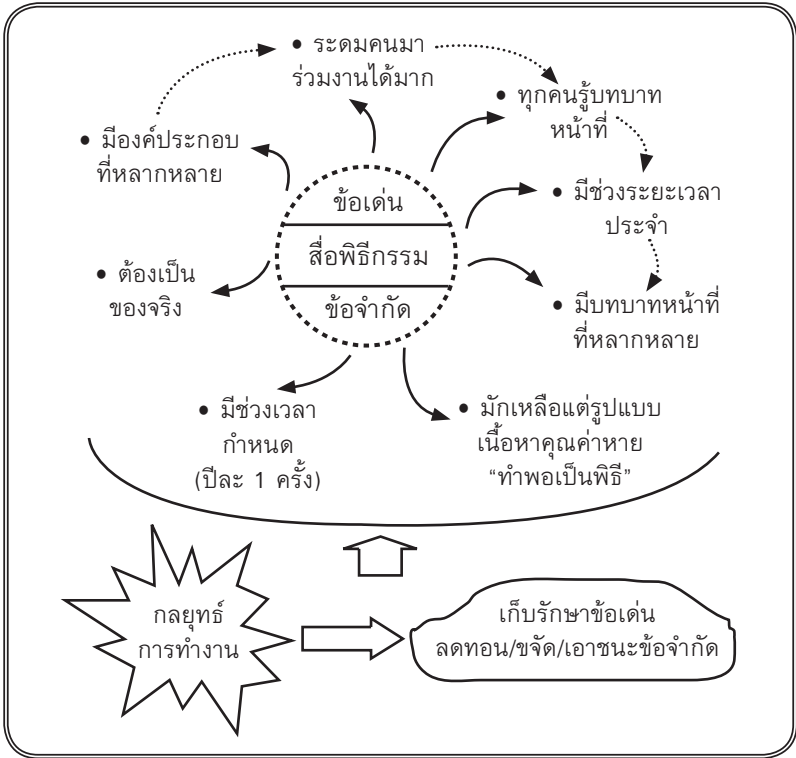 • ระดมคนมา
ร่วมงานได้มาก
• ทุกคนรู้บทบาท
หน้าที่
• มีองค์ประกอบ
ที่หลากหลาย
• มีช่วงระยะเวลา
ประจำ
ข้อเด่น
สื่อพิธีกรรม
ข้อจำกัด
• ต้องเป็น
ของจริง
• มีบทบาทหน้าที่
ที่หลากหลาย
• มีช่วงเวลา
กำหนด
(ปีละ 1 ครั้ง)
• มักเหลือแต่รูปแบบ
เนื้อหาคุณค่าหาย
“ทำพอเป็นพิธี”
กลยุทธ์
การทำงาน
เก็บรักษาข้อเด่น
ลดทอน/ขจัด/เอาชนะข้อจำกัด